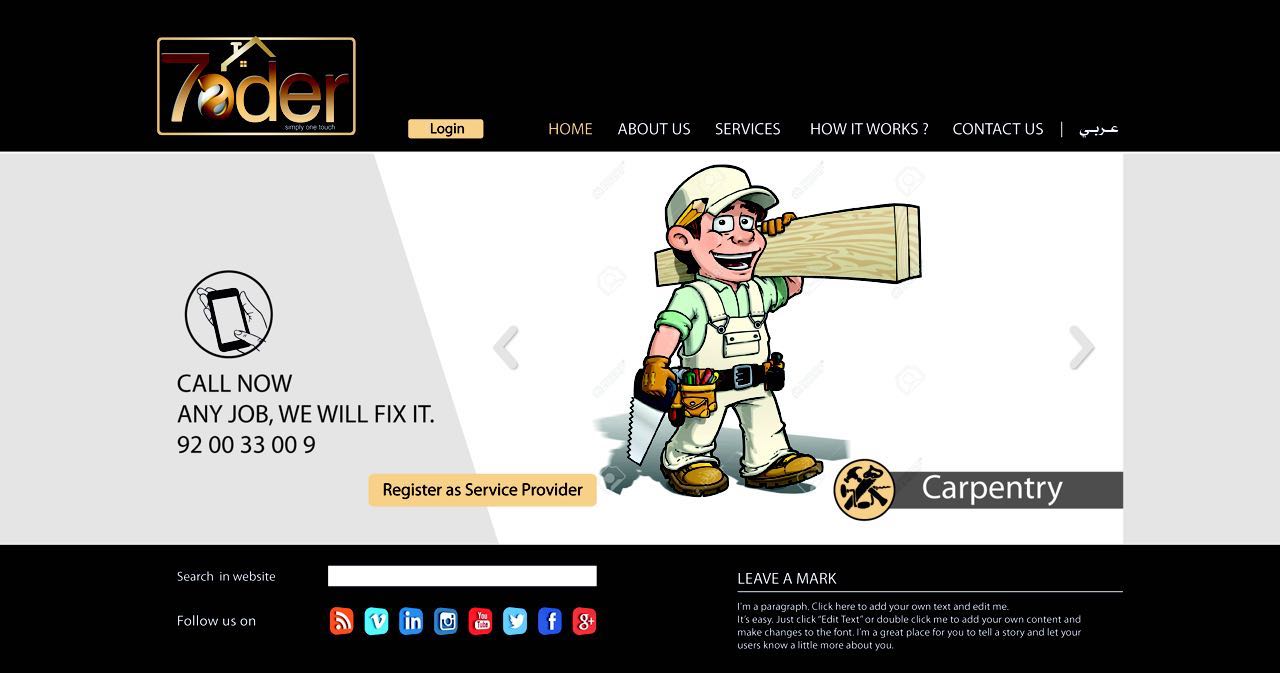 7oder
simply one touch
Login
HOME
ABOUT US
SERVICES
HOW IT WORKS ?
CONTACT US
|
عـربـي
CALL NOW
ANY JOB, WE WILL FIX IT.
92 00 33 00 9
Register as Service Provider
Carpentry
Search in website
Follow us on
You
Tube
LEAVE A MARK
I'm a paragraph. Click here to add your own text and edit me.
It's easy. Just click "Edit Text" or double click me to add your own content and
make changes to the font. I'm a great place for you to tell a story and let your
users know a little more about you.